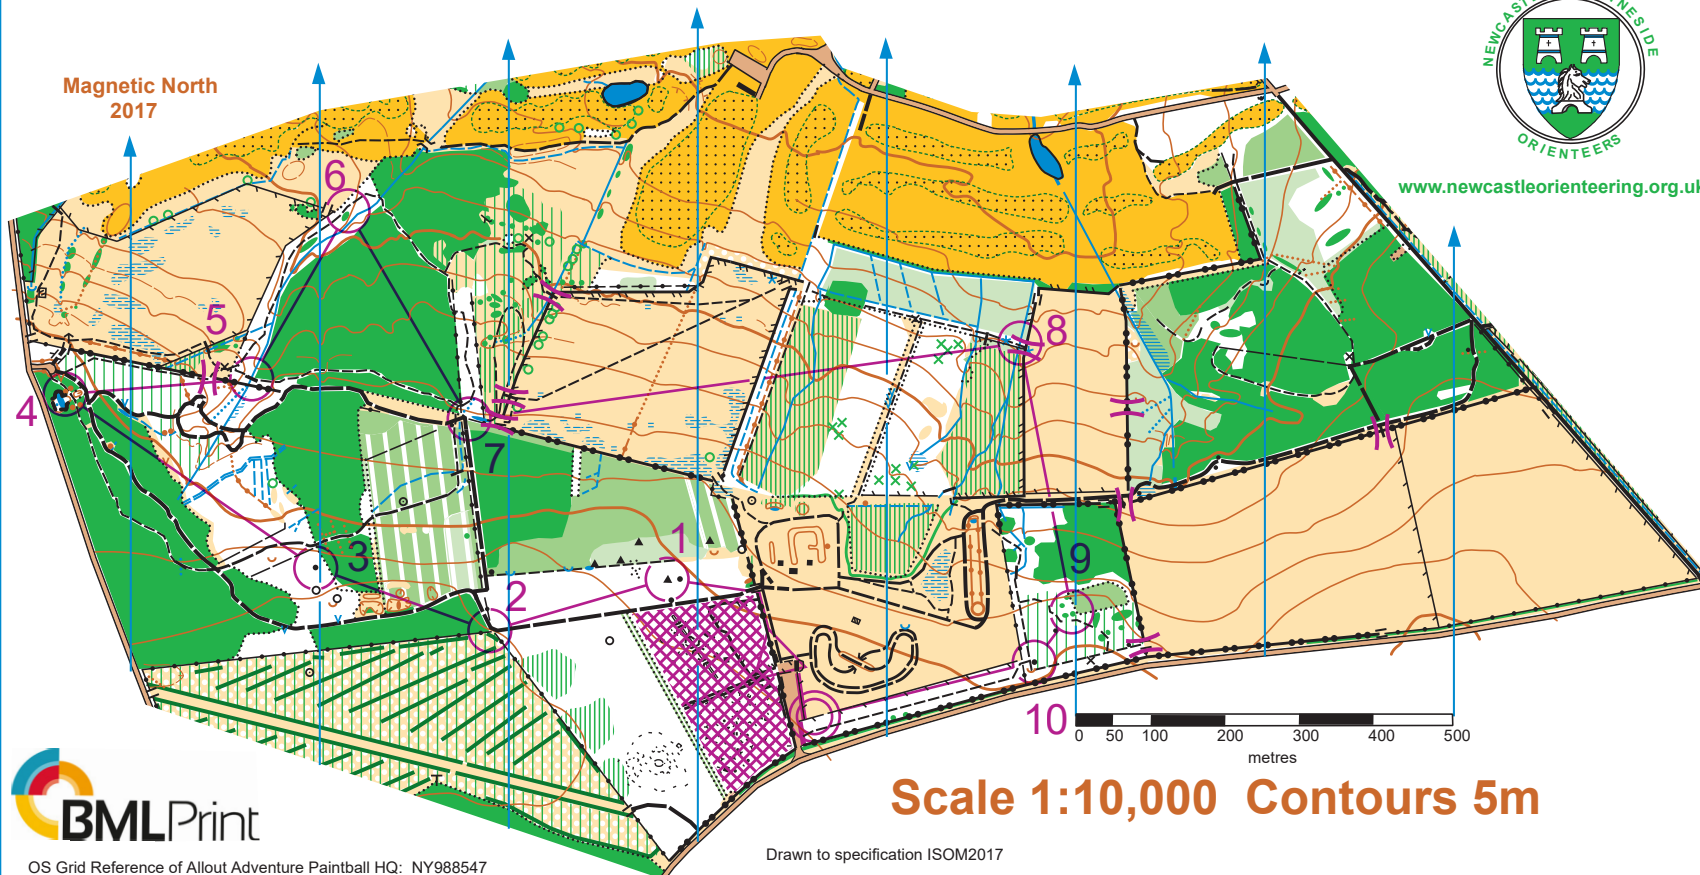 NEWCASTLE
TYNESIDE
ORIENTEERS
www.newcastleorienteering.org.uk
Magnetic North
2017
6
5
8
4
7
1
3
9
2
10
0 50 100 200 300 400 500
metres
Scale 1:10,000 Contours 5m
BMLPrint
Drawn to specification ISOM2017
OS Grid Reference of Allout Adventure Paintball HQ: NY988547